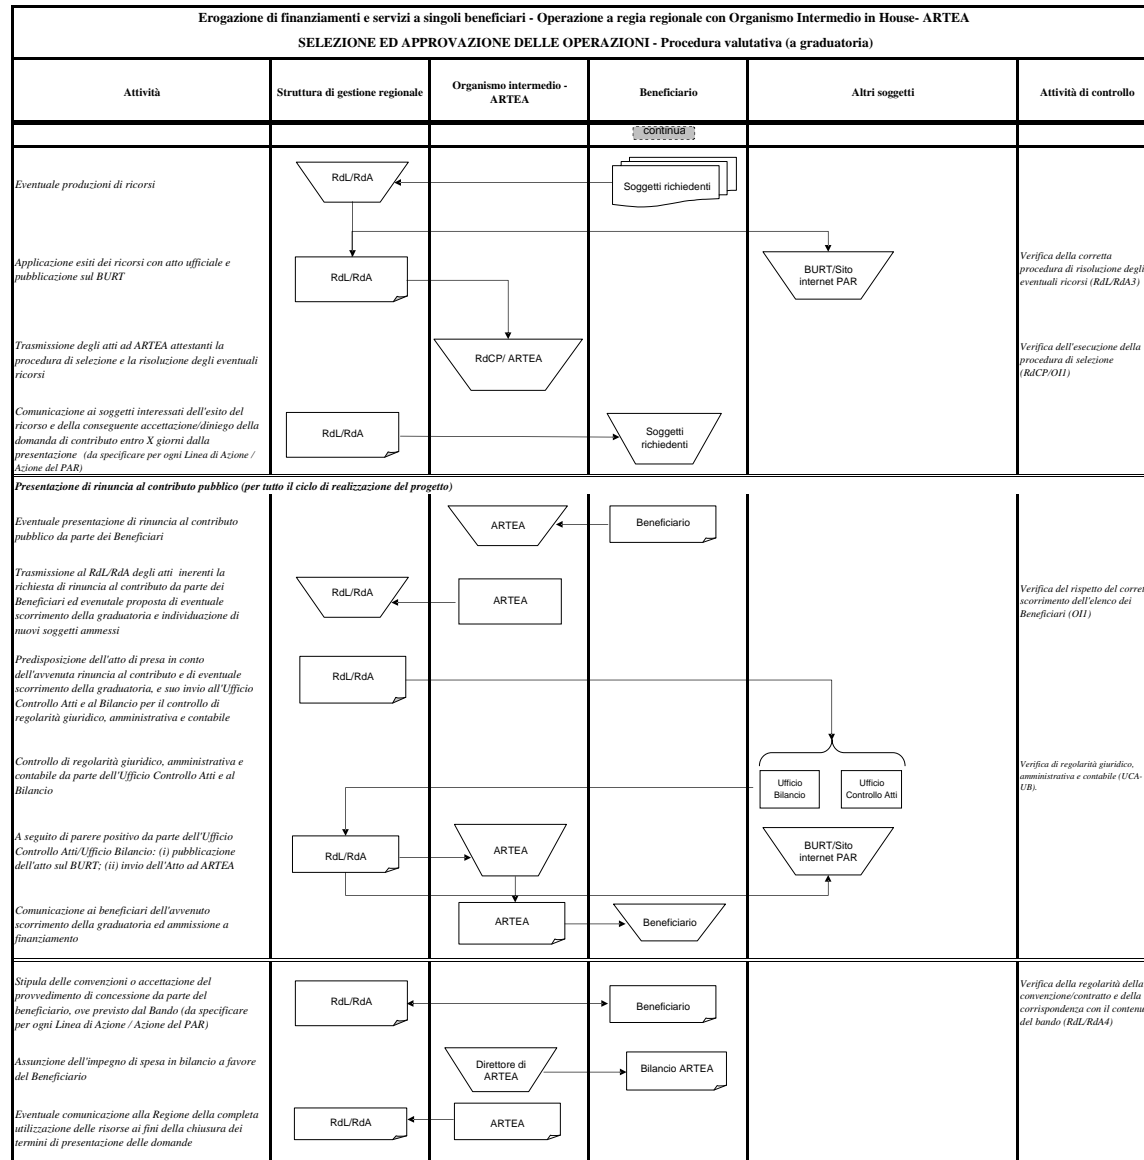 Erogazione di finanziamenti e servizi a singoli beneficiari - Operazione a regia regionale con Organismo Intermedio in House- ARTEA
SELEZIONE ED APPROVAZIONE DELLE OPERAZIONI - Procedura valutativa (a graduatoria)
Attività
Struttura di gestione regionale
Organismo intermedio -
ARTEA
Beneficiario
Altri soggetti
Attività di controllo
continua
Eventuale produzioni di ricorsi
RdL/RdA
Soggetti richiedenti
Applicazione esiti dei ricorsi con atto ufficiale e
pubblicazione sul BURT
RdL/RdA
BURT/Sito
internet PAR
Verifica della corretta
procedura di risoluzione degli
eventuali ricorsi (RdL/RdA3)
Trasmissione degli atti ad ARTEA attestanti la
procedura di selezione e la risoluzione degli eventuali
ricorsi
RdCP/ ARTEA
Verifica dell'esecuzione della
procedura di selezione
(RdCP/OI1)
Comunicazione ai soggetti interessati dell'esito del
ricorso e della conseguente accettazione/diniego della
domanda di contributo entro X giorni dalla
presentazione (da specificare per ogni Linea di Azione /
Azione del PAR)
RdL/RdA
Soggetti
richiedenti
Presentazione di rinuncia al contributo pubblico (per tutto il ciclo di realizzazione del progetto)
Eventuale presentazione di rinuncia al contributo
pubblico da parte dei Beneficiari
ARTEA
Beneficiario
Trasmissione al RdL/RdA degli atti inerenti la
richiesta di rinuncia al contributo da parte dei
Beneficiari ed evenutale proposta di eventuale
scorrimento della graduatoria e individuazione di
nuovi soggetti ammessi
RdL/RdA
ARTEA
Verifica del rispetto del corret
scorrimento dell'elenco dei
Beneficiari (OI1)
Predisposizione dell'atto di presa in conto
dell'avvenuta rinuncia al contributo e di eventuale
scorrimento della graduatoria, e suo invio all'Ufficio
Controllo Atti e al Bilancio per il controllo di
regolarità giuridico, amministrativa e contabile
RdL/RdA
Controllo di regolarità giuridico, amministrativa e
contabile da parte dell'Ufficio Controllo Atti e al
Bilancio
Ufficio
Bilancio
Ufficio
Controllo Atti
Verifica di regolarità giuridico,
amministrativa e contabile (UCA-
UB).
A seguito di parere positivo da parte dell'Ufficio
Controllo Atti/Ufficio Bilancio: (i) pubblicazione
dell'atto sul BURT; (ii) invio dell'Atto ad ARTEA
RdL/RdA
ARTEA
BURT/Sito
internet PAR
Comunicazione ai beneficiari dell'avvenuto
scorrimento della graduatoria ed ammissione a
finanziamento
ARTEA
Beneficiario
Stipula delle convenzioni o accettazione del
provvedimento di concessione da parte del
beneficiario, ove previsto dal Bando (da specificare
per ogni Linea di Azione / Azione del PAR)
RdL/RdA
Beneficiario
Verifica della regolarità della
convenzione/contratto e della
corrispondenza con il contenu
del bando (RdL/RdA4)
Assunzione dell'impegno di spesa in bilancio a favore
del Beneficiario
Direttore di
ARTEA
Bilancio ARTEA
Eventuale comunicazione alla Regione della completa
utilizzazione delle risorse ai fini della chiusura dei
termini di presentazione delle domande
RdL/RdA
ARTEA